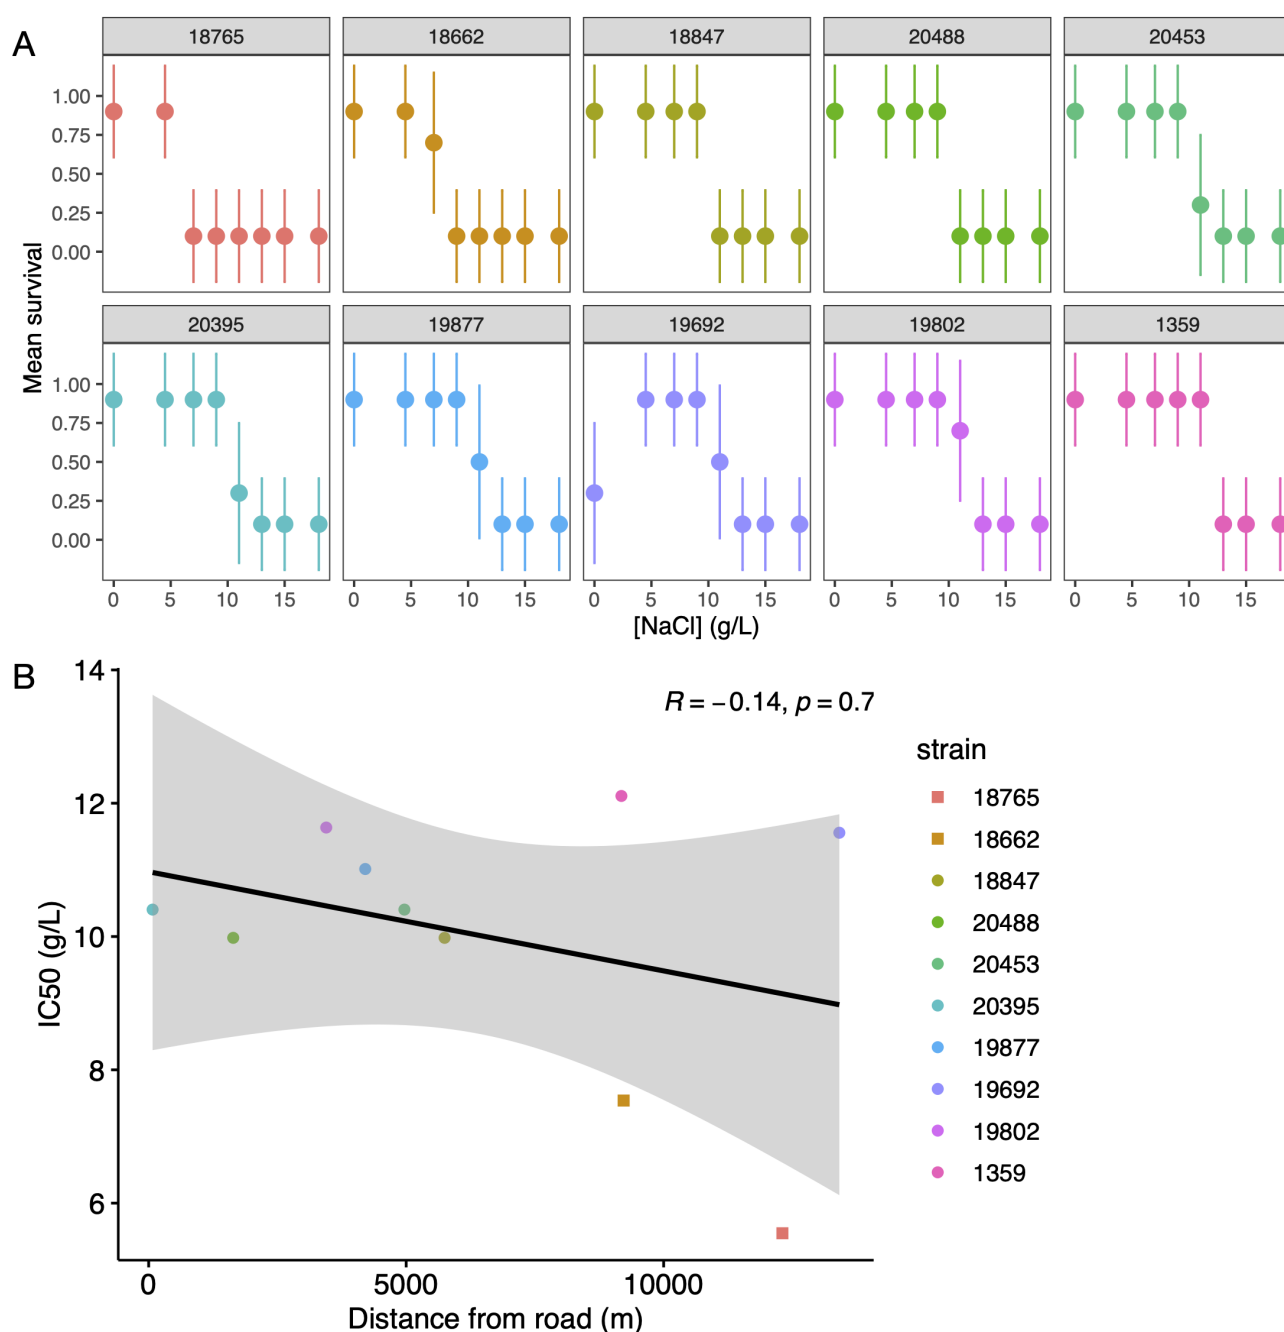 A
18765 18662 18847 20488 20453
1.00
0.75
0.50
0.25
0.00
20395 19877 19692 19802 1359
1.00
0.75
0.50
0.25
0.00
Mean survival
0 5 10 15 0 5 10 15 0 5 10 15 0 5 10 15 0 5 10 15
[NaCl] (g/L)
B
14
12
10
8
6
IC50 (g/L)
R = −0.14, p = 0.7
0 5000 10000
Distance from road (m)
strain
18765
18662
18847
20488
20453
20395
19877
19692
19802
1359